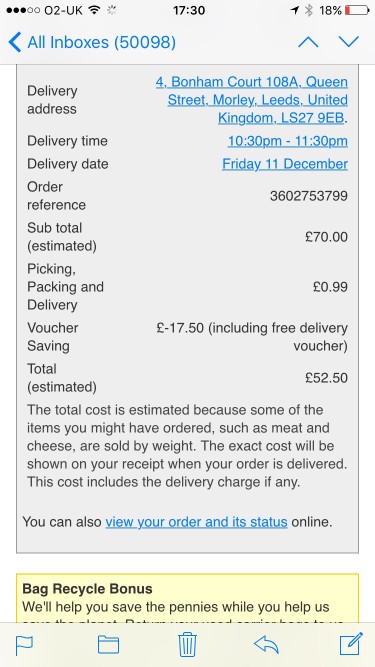 O2-UK 17:30 18%
All Inboxes (50098)
Delivery address
4, Bonham Court 108A, Queen
Street, Morley, Leeds, United
Kingdom, LS27 9EB.
Delivery time 10:30pm - 11:30pm
Delivery date Friday 11 December
Order reference 3602753799
Sub total (estimated) £70.00
Picking, Packing and Delivery £0.99
Voucher Saving £-17.50 (including free delivery
voucher)
Total (estimated) £52.50
The total cost is estimated because some of the
items you might have ordered, such as meat and
cheese, are sold by weight. The exact cost will be
shown on your receipt when your order is delivered.
This cost includes the delivery charge if any.
You can also view your order and its status online.
Bag Recycle Bonus
We'll help you save the pennies while you help us